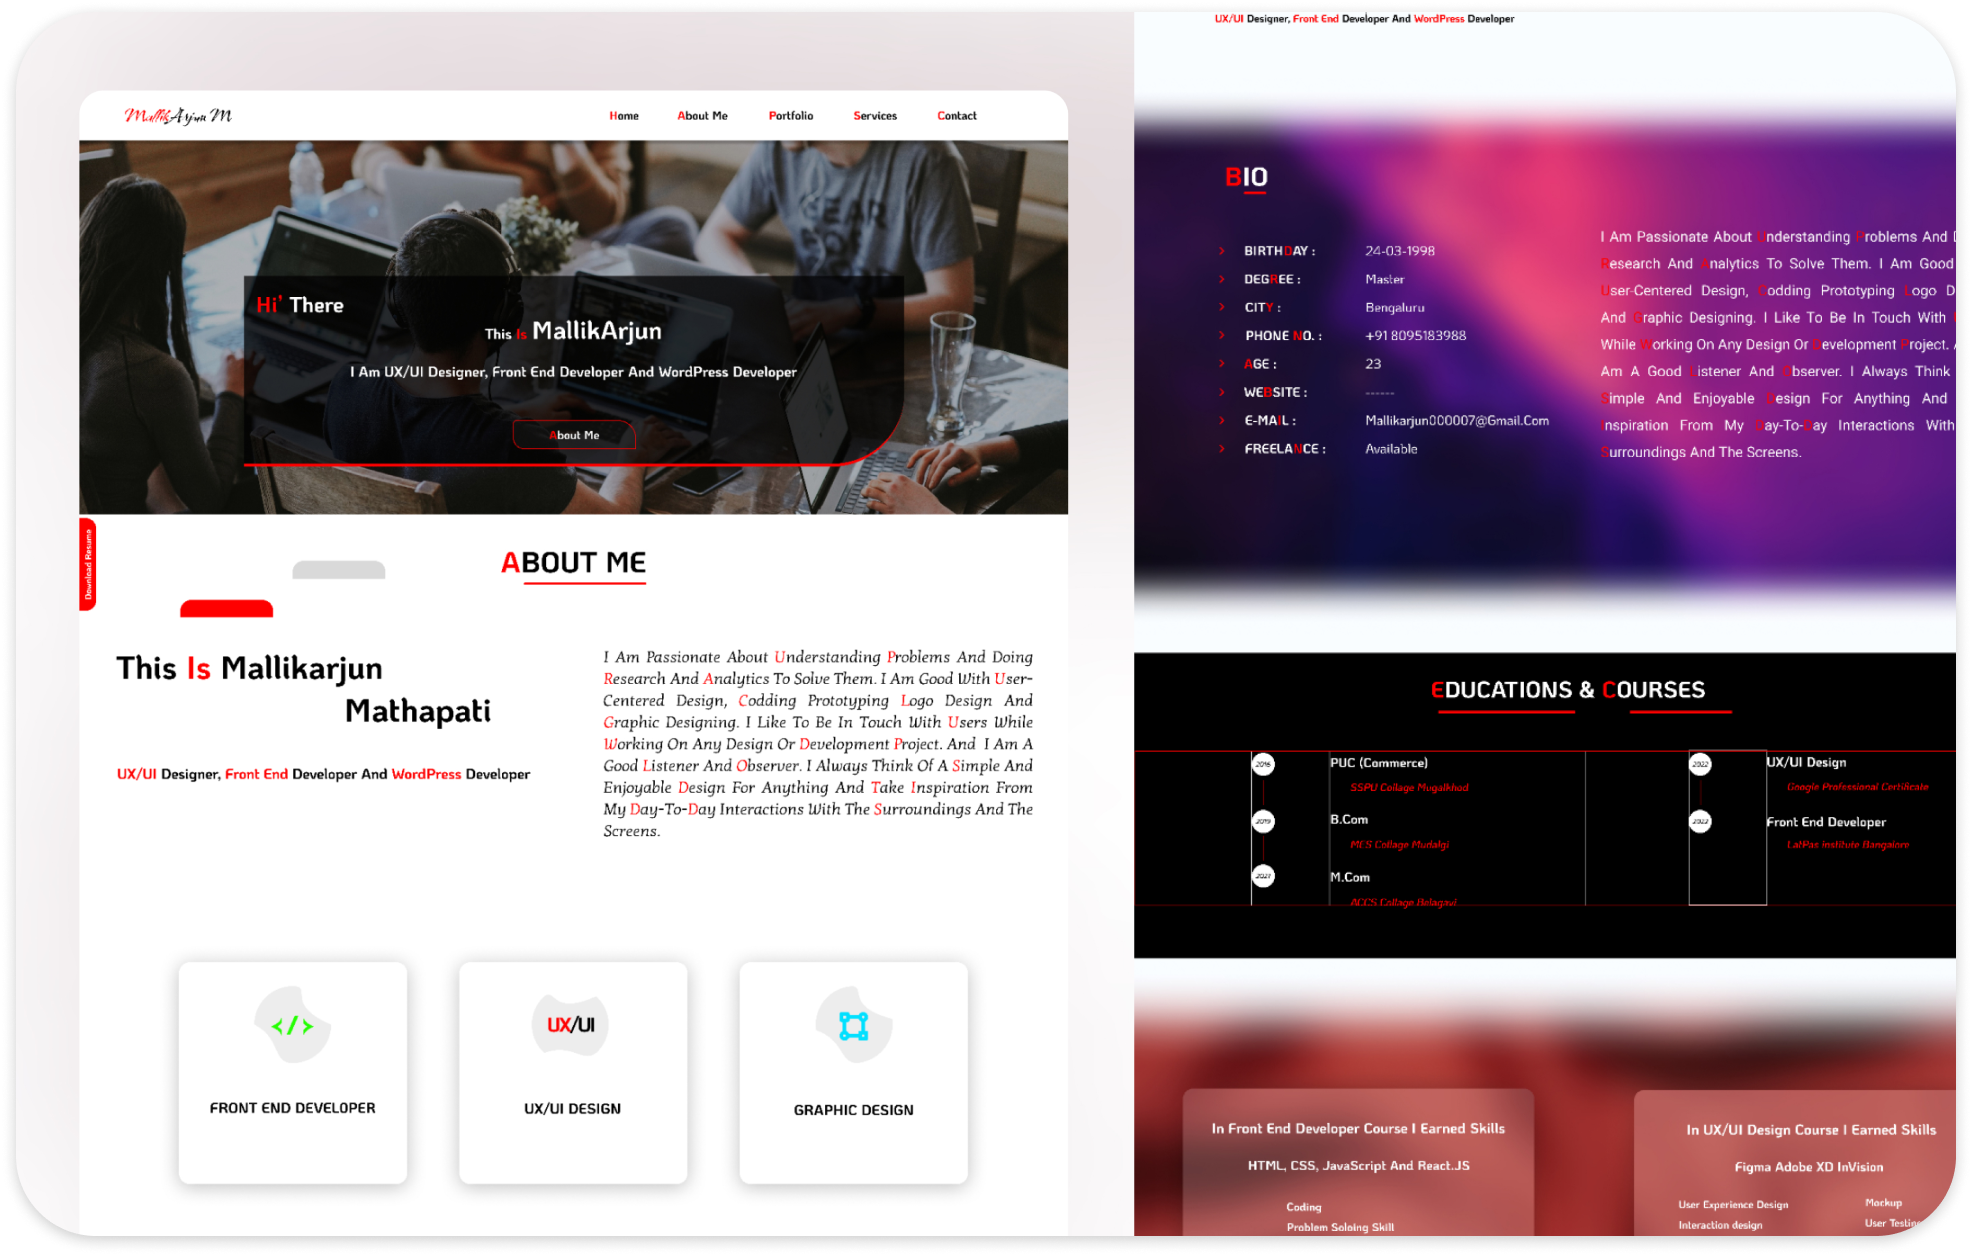 MallikArjun M
Home About Me Portfolio Services Contact
Hi' There
This Is MallikArjun
I Am UX/UI Designer, Front End Developer And WordPress Developer
About Me
Download Resume
ABOUT ME
This Is Mallikarjun
Mathapati
UX/UI Designer, Front End Developer And WordPress Developer
I Am Passionate About Understanding Problems And Doing
Research And Analytics To Solve Them. I Am Good With User-
Centered Design, Codding Prototyping Logo Design And
Graphic Designing. I Like To Be In Touch With Users While
Working On Any Design Or Development Project. And I Am A
Good Listener And Observer. I Always Think Of A Simple And
Enjoyable Design For Anything And Take Inspiration From
My Day-To-Day Interactions With The Surroundings And The
Screens.
FRONT END DEVELOPER
UX/UI
UX/UI DESIGN
GRAPHIC DESIGN
UX/UI Designer, Front End Developer And WordPress Developer
BIO
BIRTHDAY : 24-03-1998
DEGREE : Master
CITY : Bengaluru
PHONE NO. : +91 8095183988
AGE : 23
WEBSITE : ------
E-MAIL : Mallikarjun000007@Gmail.Com
FREELANCE : Available
I Am Passionate About Understanding Problems And
Research And Analytics To Solve Them. I Am Good
User-Centered Design, Codding Prototyping Logo D
And Graphic Designing. I Like To Be In Touch With
While Working On Any Design Or Development Project.
Am A Good Listener And Observer. I Always Think
Simple And Enjoyable Design For Anything And
Inspiration From My Day-To-Day Interactions With
Surroundings And The Screens.
EDUCATIONS & COURSES
2016 PUC (Commerce)
SSPU Collage Mugalkhod
2019 B.Com
MES Collage Mudalgi
2021 M.Com
ACCS Collage Belagavi
2022 UX/UI Design
Google Professional Certificate
2022 Front End Developer
LalPas institute Bangalore
In Front End Developer Course I Earned Skills
HTML, CSS, JavaScript And React.JS
Coding
Problem Soloing Skill
In UX/UI Design Course I Earned Skills
Figma Adobe XD InVision
User Experience Design Mockup
Interaction design User Testing